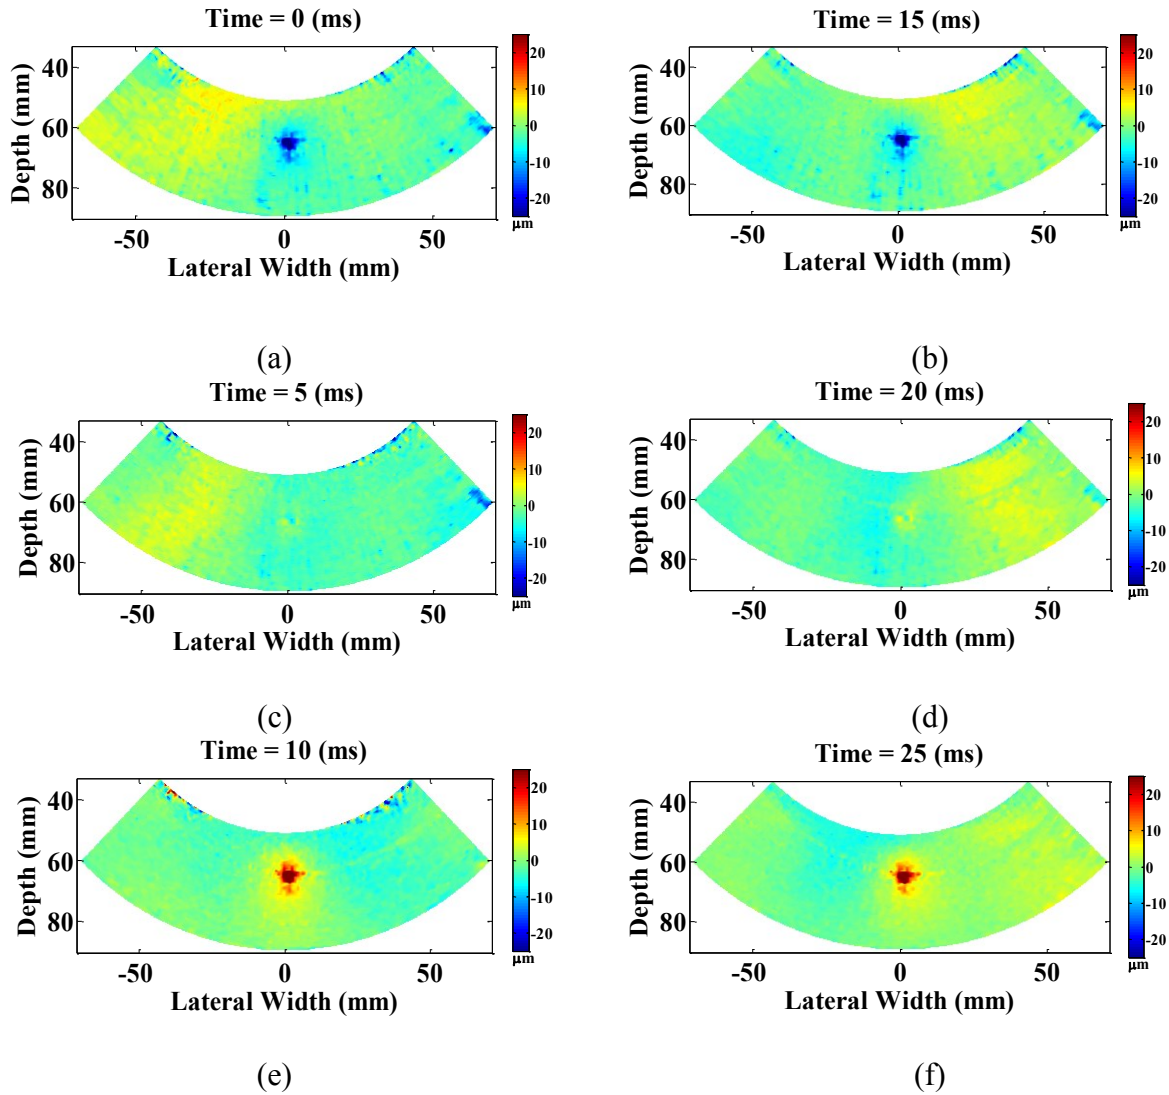 Time = 0 (ms)
40
60
80
Depth (mm)
-50 0 50
Lateral Width (mm)
20
10
0
-10
-20
μm
(a)
Time = 15 (ms)
40
60
80
Depth (mm)
-50 0 50
Lateral Width (mm)
20
10
0
-10
-20
μm
(b)
Time = 5 (ms)
40
60
80
Depth (mm)
-50 0 50
Lateral Width (mm)
20
10
0
-10
-20
μm
(c)
Time = 20 (ms)
40
60
80
Depth (mm)
-50 0 50
Lateral Width (mm)
20
10
0
-10
-20
μm
(d)
Time = 10 (ms)
40
60
80
Depth (mm)
-50 0 50
Lateral Width (mm)
20
10
0
-10
-20
μm
(e)
Time = 25 (ms)
40
60
80
Depth (mm)
-50 0 50
Lateral Width (mm)
20
10
0
-10
-20
μm
(f)